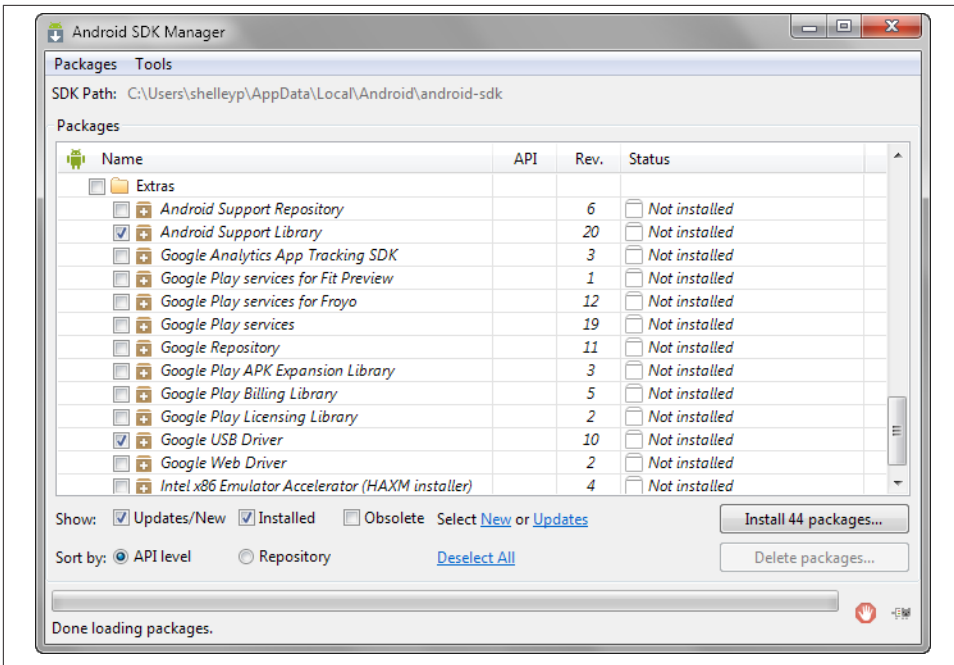 Android SDK Manager
Packages Tools
SDK Path: C:\Users\shelleyp\AppData\Local\Android\android-sdk
Packages
Name API Rev. Status
Extras
Android Support Repository 6 Not installed
Android Support Library 20 Not installed
Google Analytics App Tracking SDK 3 Not installed
Google Play services for Fit Preview 1 Not installed
Google Play services for Froyo 12 Not installed
Google Play services 19 Not installed
Google Repository 11 Not installed
Google Play APK Expansion Library 3 Not installed
Google Play Billing Library 5 Not installed
Google Play Licensing Library 2 Not installed
Google USB Driver 10 Not installed
Google Web Driver 2 Not installed
Intel x86 Emulator Accelerator (HAXM installer) 4 Not installed
Show: Updates/New Installed Obsolete Select New or Updates Install 44 packages...
Sort by: API level Repository Deselect All Delete packages...
Done loading packages.